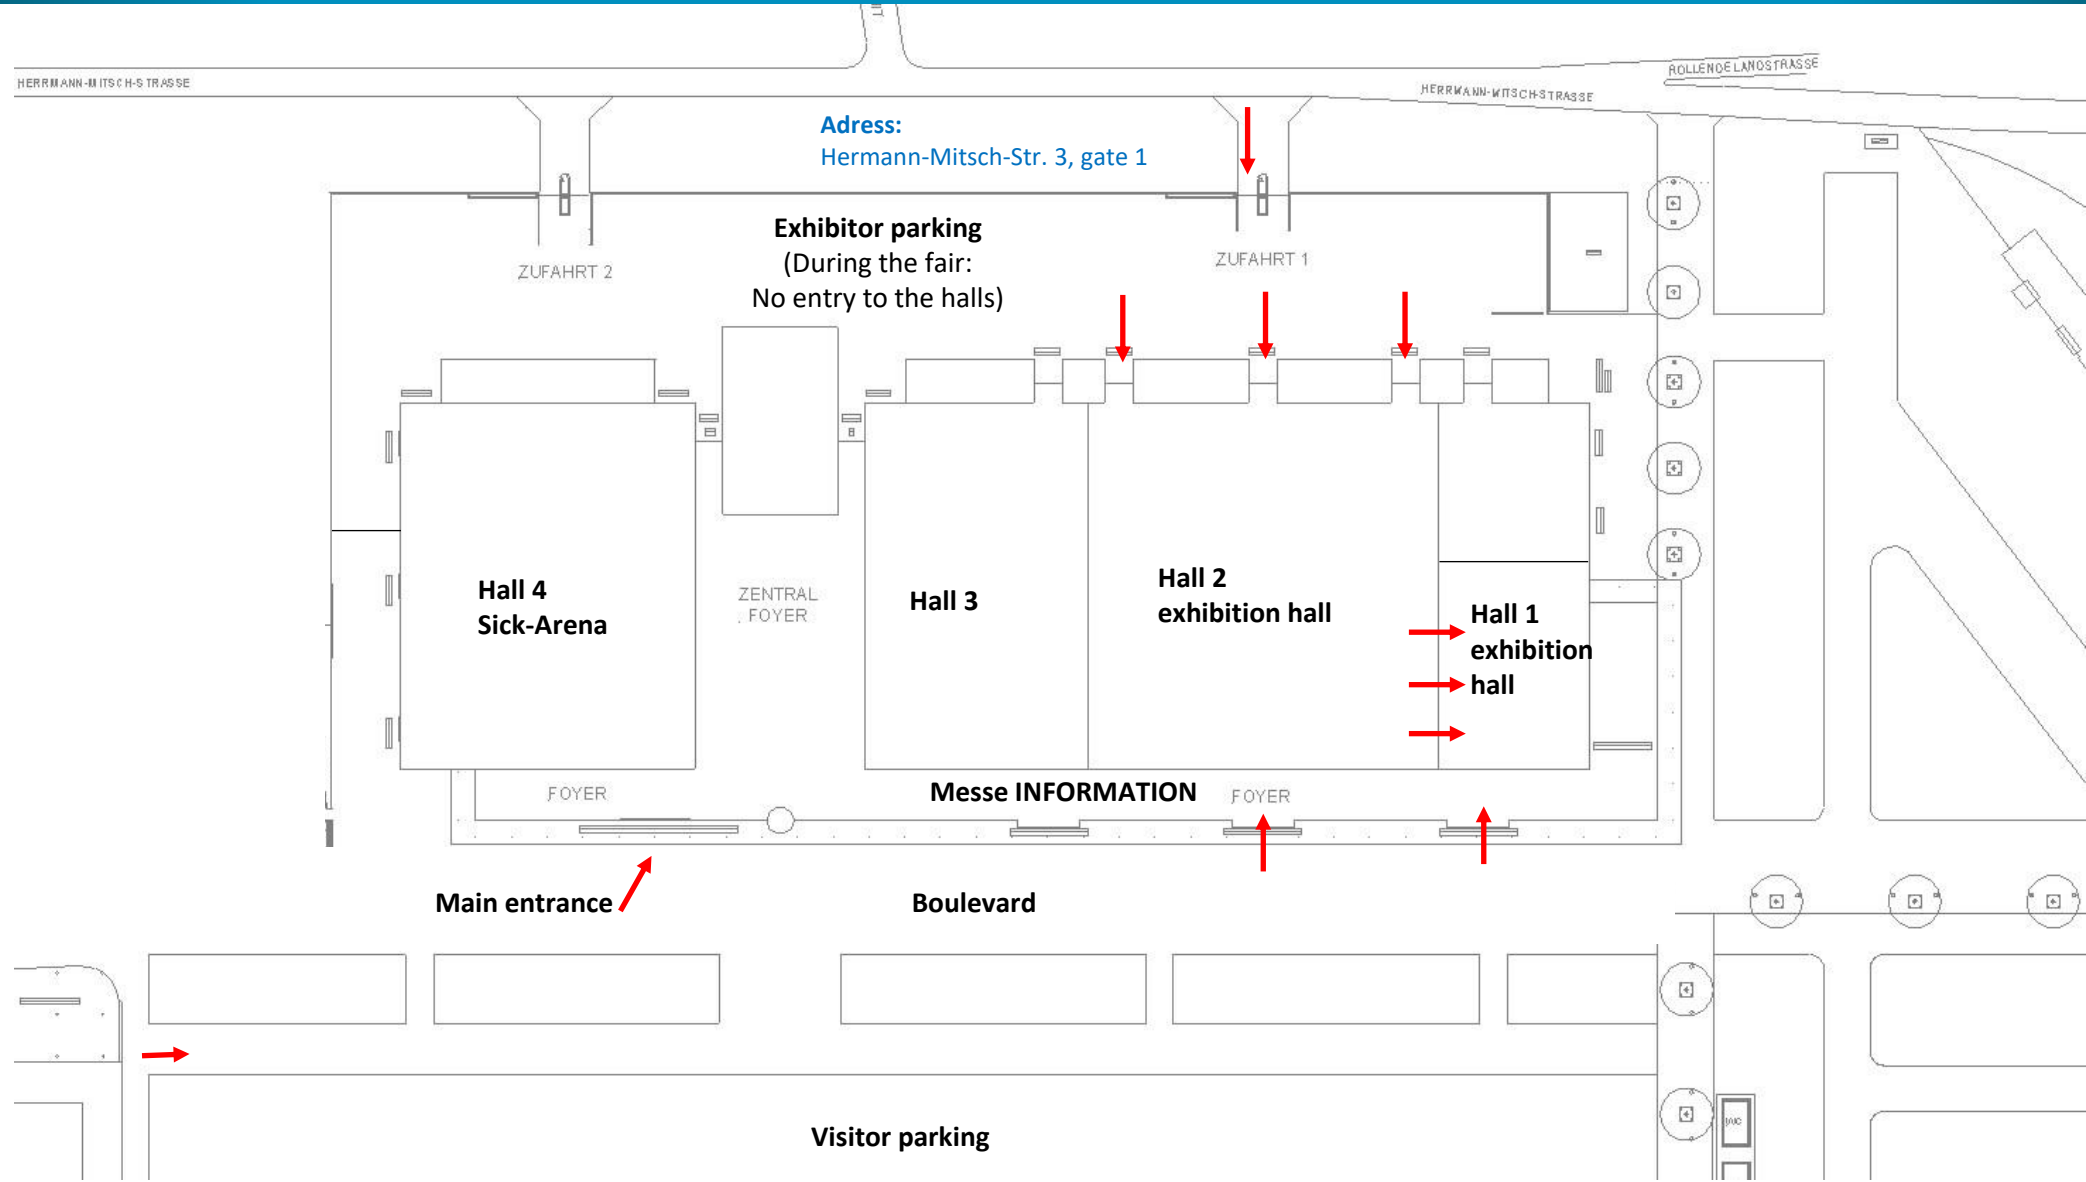 HERRMANN-MITSCH-STRASSE
ROLLENDE LANDSTRASSE
HERRMANN-MITSCH-STRASSE
Adress:
Hermann-Mitsch-Str. 3, gate 1
Exhibitor parking
(During the fair:
No entry to the halls)
ZUFAHRT 2
ZUFAHRT 1
Hall 4
Sick-Arena
ZENTRAL
FOYER
Hall 3
Hall 2
exhibition hall
Hall 1
exhibition
hall
FOYER
Messe INFORMATION
FOYER
Main entrance
Boulevard
Visitor parking